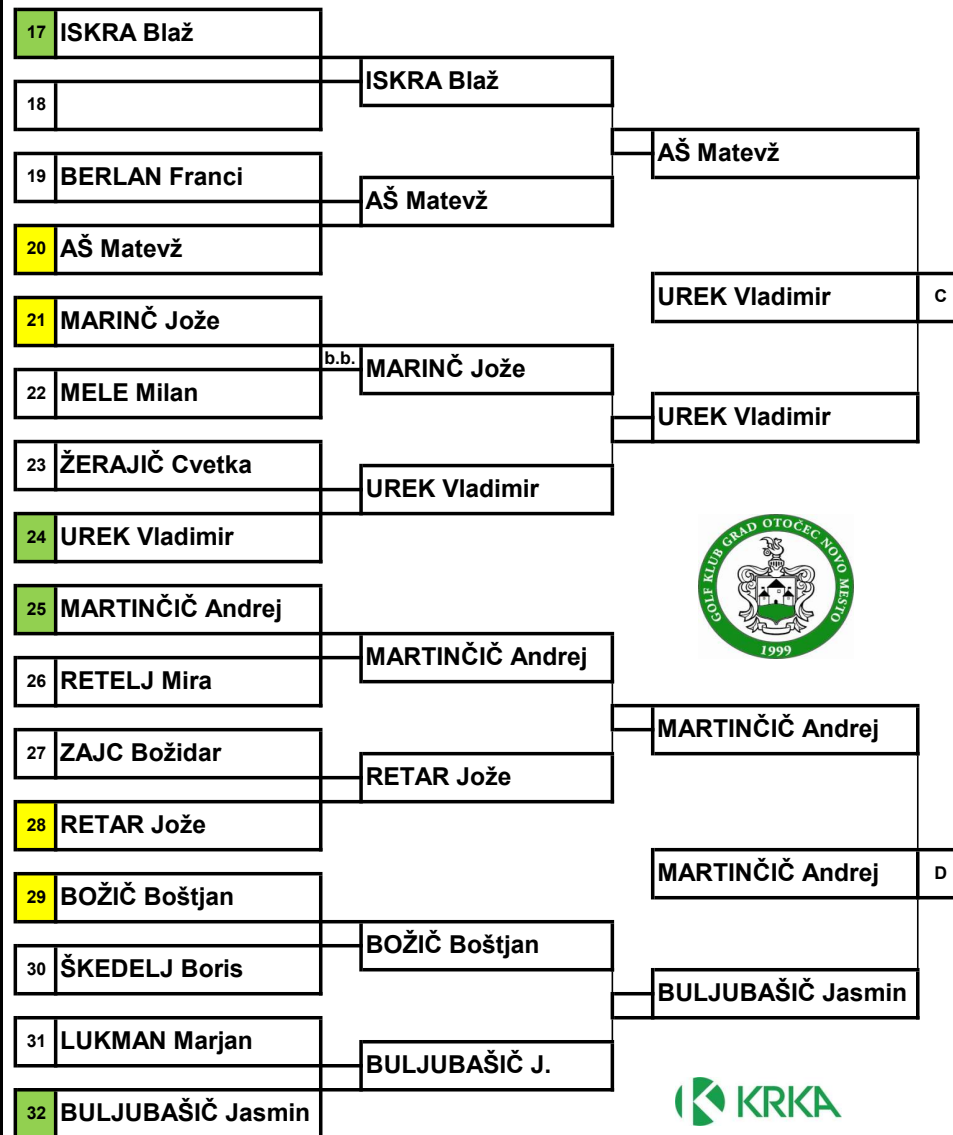 17 ISKRA Blaž
ISKRA Blaž
18
AŠ Matevž
19 BERLAN Franci
AŠ Matevž
20 AŠ Matevž
UREK Vladimir C
21 MARINČ Jože
b.b. MARINČ Jože
22 MELE Milan
UREK Vladimir
23 ŽERAJIČ Cvetka
UREK Vladimir
24 UREK Vladimir
GOLF KLUB GRAD OTOČEC NOVO MESTO
1999
25 MARTINČIČ Andrej
MARTINČIČ Andrej
26 RETELJ Mira
MARTINČIČ Andrej
27 ZAJC Božidar
RETAR Jože
28 RETAR Jože
MARTINČIČ Andrej D
29 BOŽIČ Boštjan
BOŽIČ Boštjan
30 ŠKEDELJ Boris
BULJUBAŠIČ Jasmin
31 LUKMAN Marjan
BULJUBAŠIČ J.
32 BULJUBAŠIČ Jasmin
KRKA